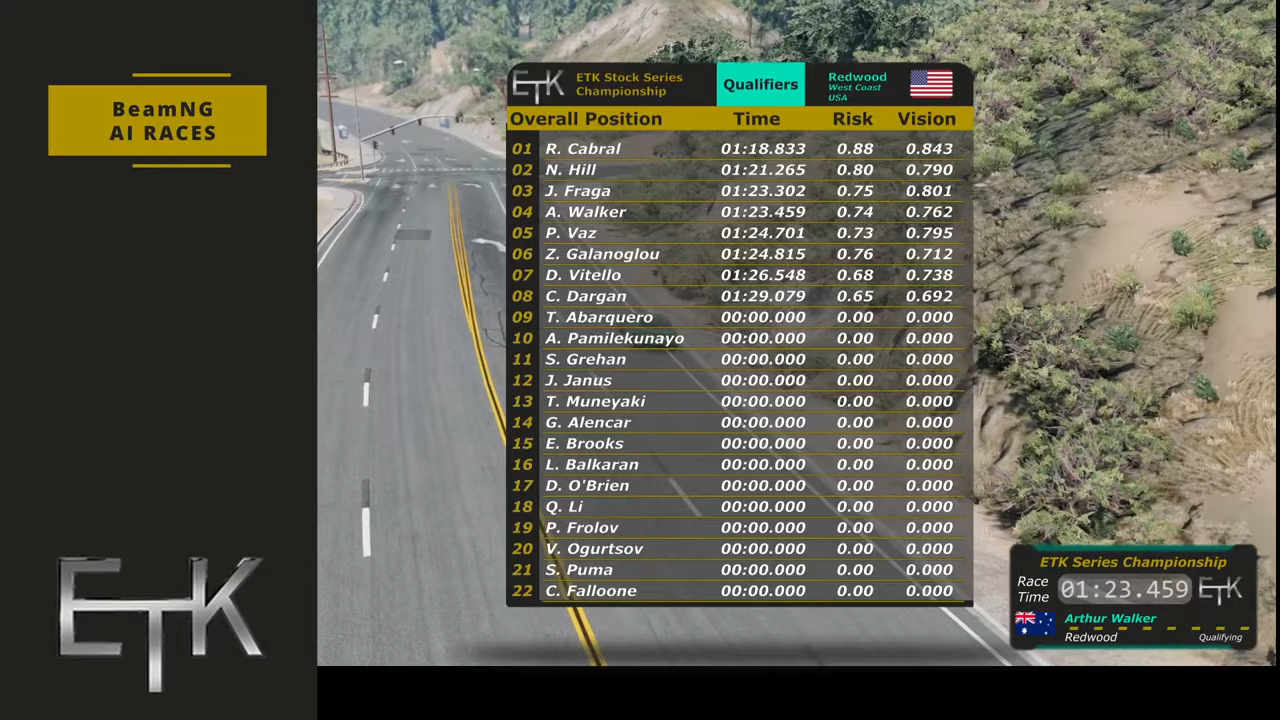 BeamNG
AI RACES
ETK
ETK
ETK Stock Series
Championship
Qualifiers
Redwood
West Coast
USA
Overall Position Time Risk Vision
01 R. Cabral 01:18.833 0.88 0.843
02 N. Hill 01:21.265 0.80 0.790
03 J. Fraga 01:23.302 0.75 0.801
04 A. Walker 01:23.459 0.74 0.762
05 P. Vaz 01:24.701 0.73 0.795
06 Z. Galanoglou 01:24.815 0.76 0.712
07 D. Vitello 01:26.548 0.68 0.738
08 C. Dargan 01:29.079 0.65 0.692
09 T. Abarquero 00:00.000 0.00 0.000
10 A. Pamilekunayo 00:00.000 0.00 0.000
11 S. Grehan 00:00.000 0.00 0.000
12 J. Janus 00:00.000 0.00 0.000
13 T. Muneyaki 00:00.000 0.00 0.000
14 G. Alencar 00:00.000 0.00 0.000
15 E. Brooks 00:00.000 0.00 0.000
16 L. Balkaran 00:00.000 0.00 0.000
17 D. O'Brien 00:00.000 0.00 0.000
18 Q. Li 00:00.000 0.00 0.000
19 P. Frolov 00:00.000 0.00 0.000
20 V. Ogurtsov 00:00.000 0.00 0.000
21 S. Puma 00:00.000 0.00 0.000
22 C. Falloone 00:00.000 0.00 0.000
ETK Series Championship
Race
Time
01:23.459
ETK
Arthur Walker
Redwood
Qualifying